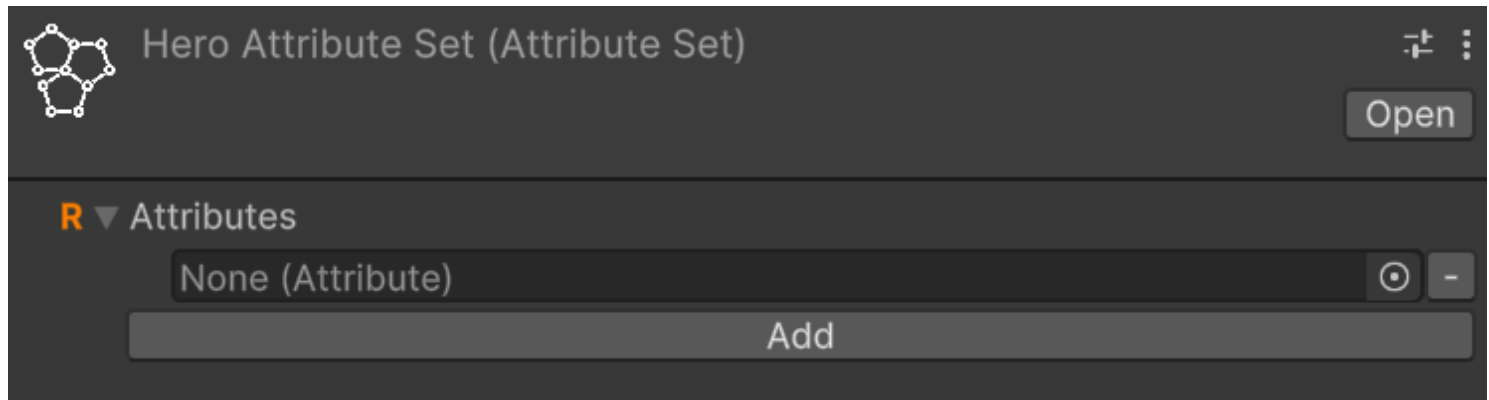 Hero Attribute Set (Attribute Set)
Open
R Attributes
None (Attribute) -
Add